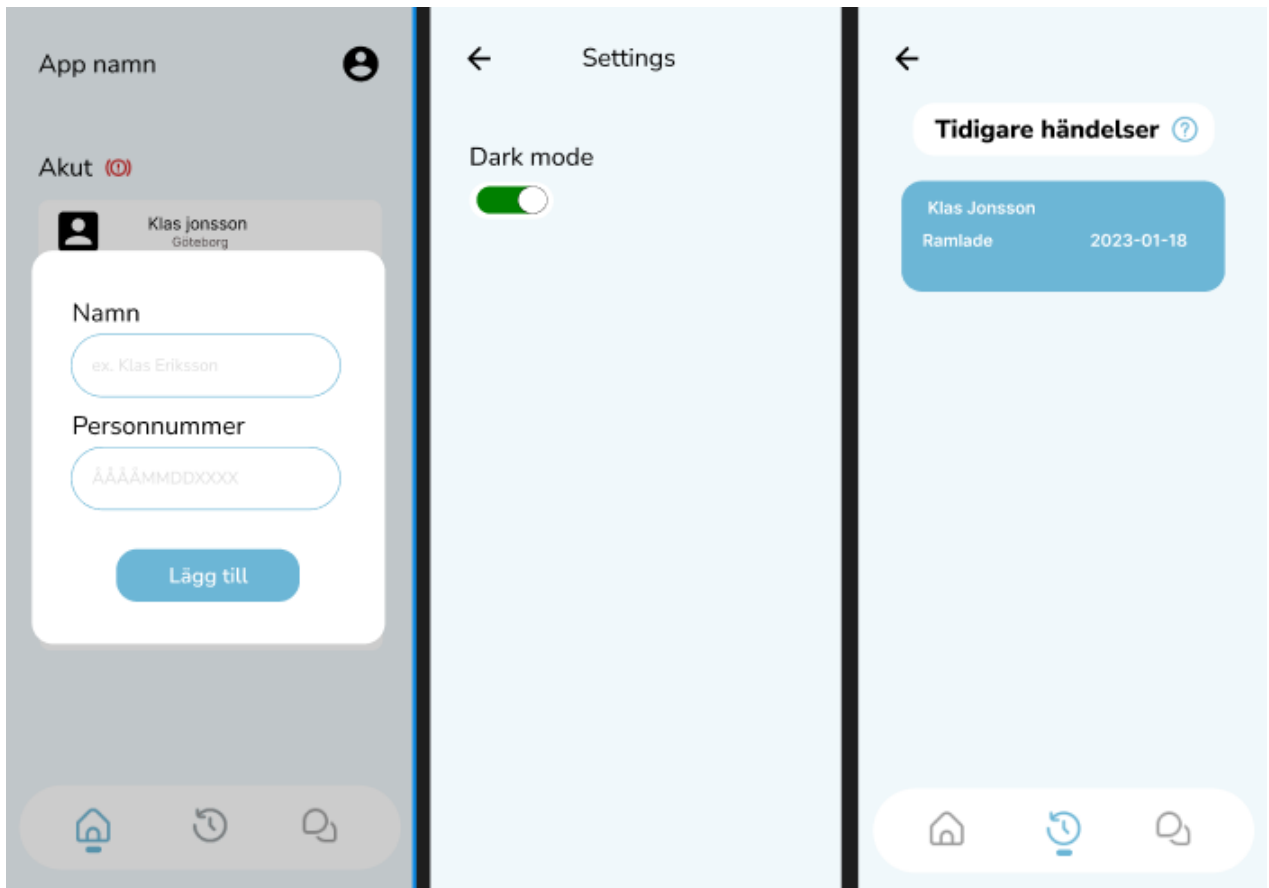 App namn
Akut
Klas jonsson
Göteborg
Namn
ex. Klas Eriksson
Personnummer
ÅÅÅÅMMDDXXXX
Lägg till
Settings
Dark mode
Tidigare händelser ?
Klas Jonsson
Ramlade 2023-01-18